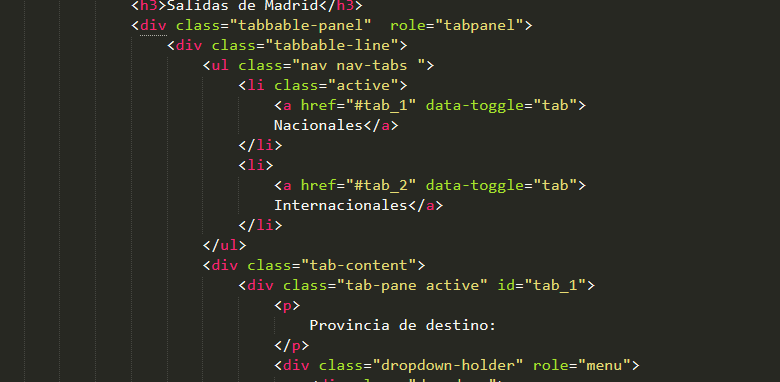 <h3>Salidas de Madrid</h3>
<div class="tabbable-panel"  role="tabpanel">
<div class="tabbable-line">
<ul class="nav nav-tabs ">
<li class="active">
<a href="#tab_1" data-toggle="tab">
Nacionales</a>
</li>
<li>
<a href="#tab_2" data-toggle="tab">
Internacionales</a>
</li>
</ul>
<div class="tab-content">
<div class="tab-pane active" id="tab_1">
<p>
Provincia de destino:
</p>
<div class="dropdown-holder" role="menu">